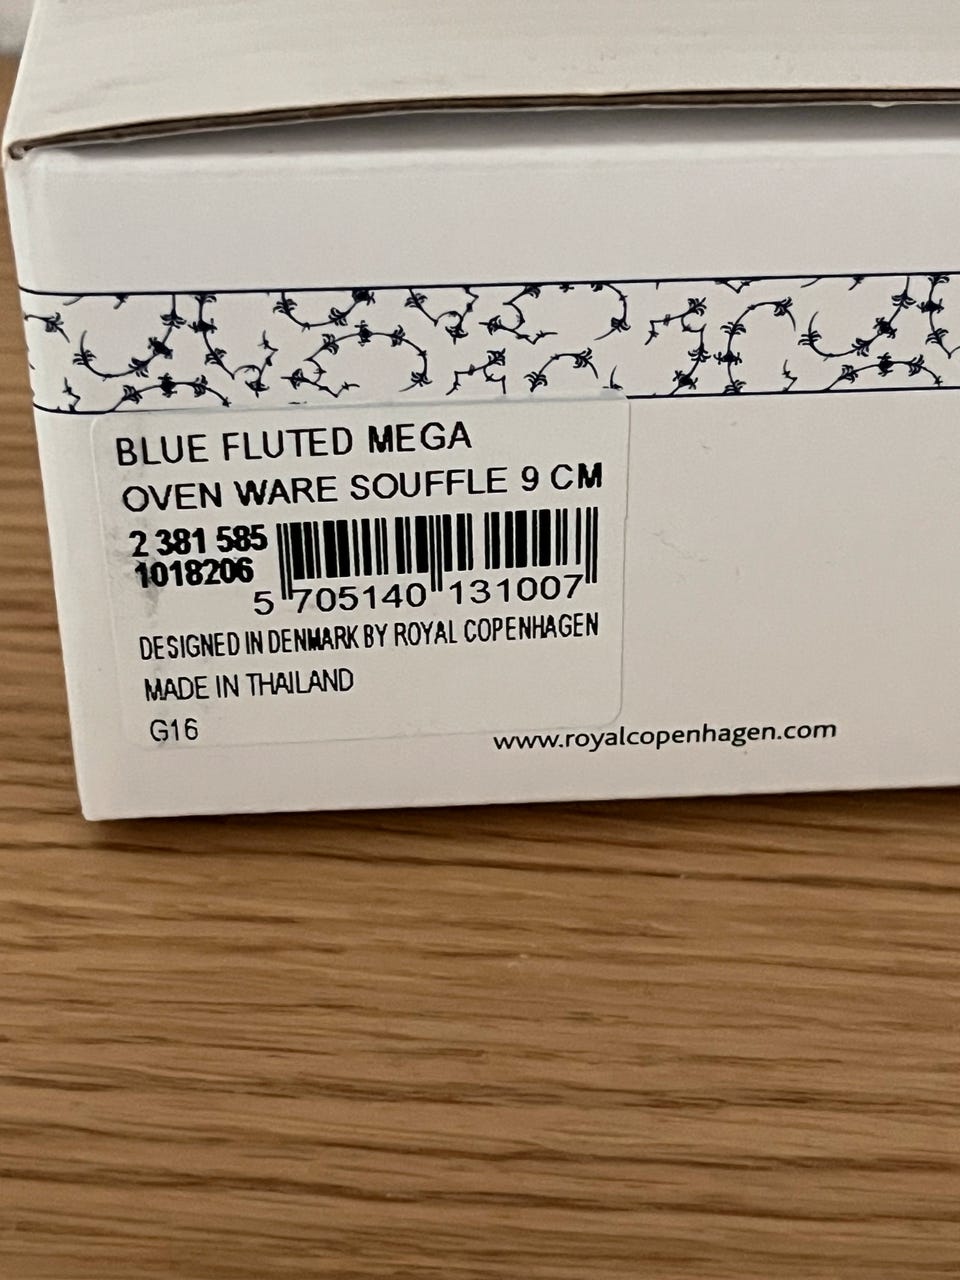 BLUE FLUTED MEGA
OVEN WARE SOUFFLE 9 CM
2 381 585
1018206
5 705140 131007
DESIGNED IN DENMARK BY ROYAL COPENHAGEN
MADE IN THAILAND
G16
www.royalcopenhagen.com